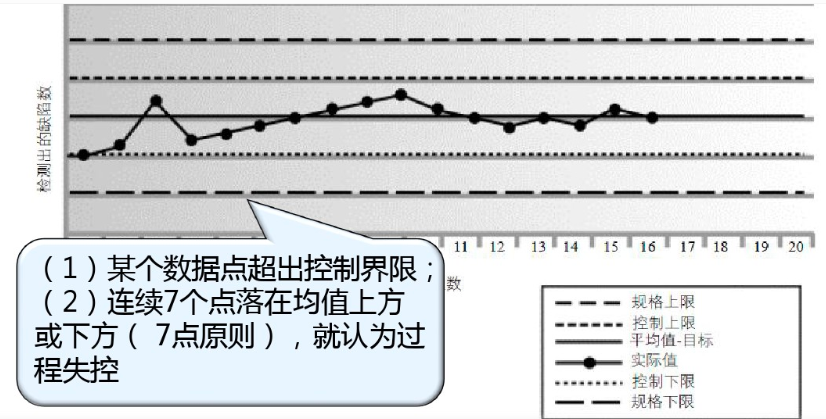 检测出的缺陷数
11 12 13 14 15 16 17 18 19 20
数
（1）某个数据点超出控制界限；
（2）连续7个点落在均值上方
或下方（ 7点原则），就认为过
程失控
规格上限
控制上限
平均值-目标
实际值
控制下限
规格下限